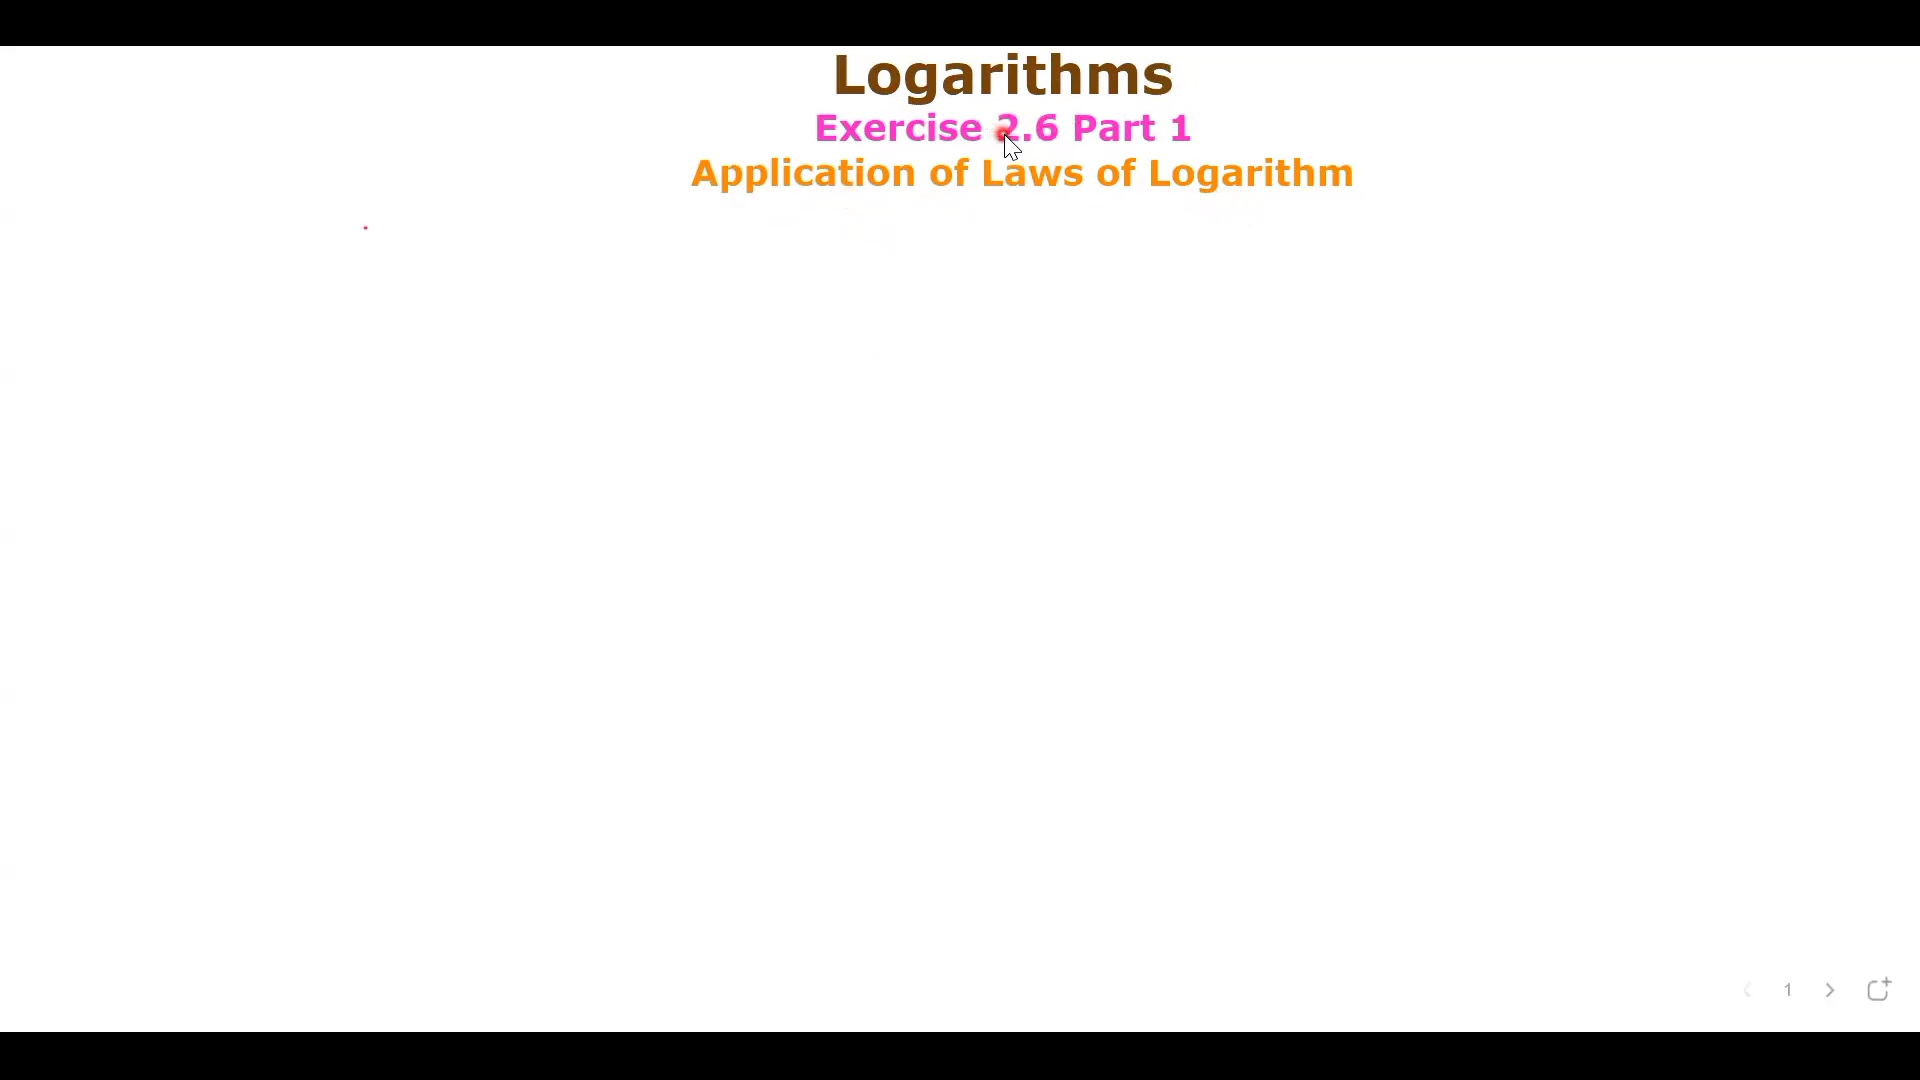 Logarithms
Exercise 2.6 Part 1
Application of Laws of Logarithm
1